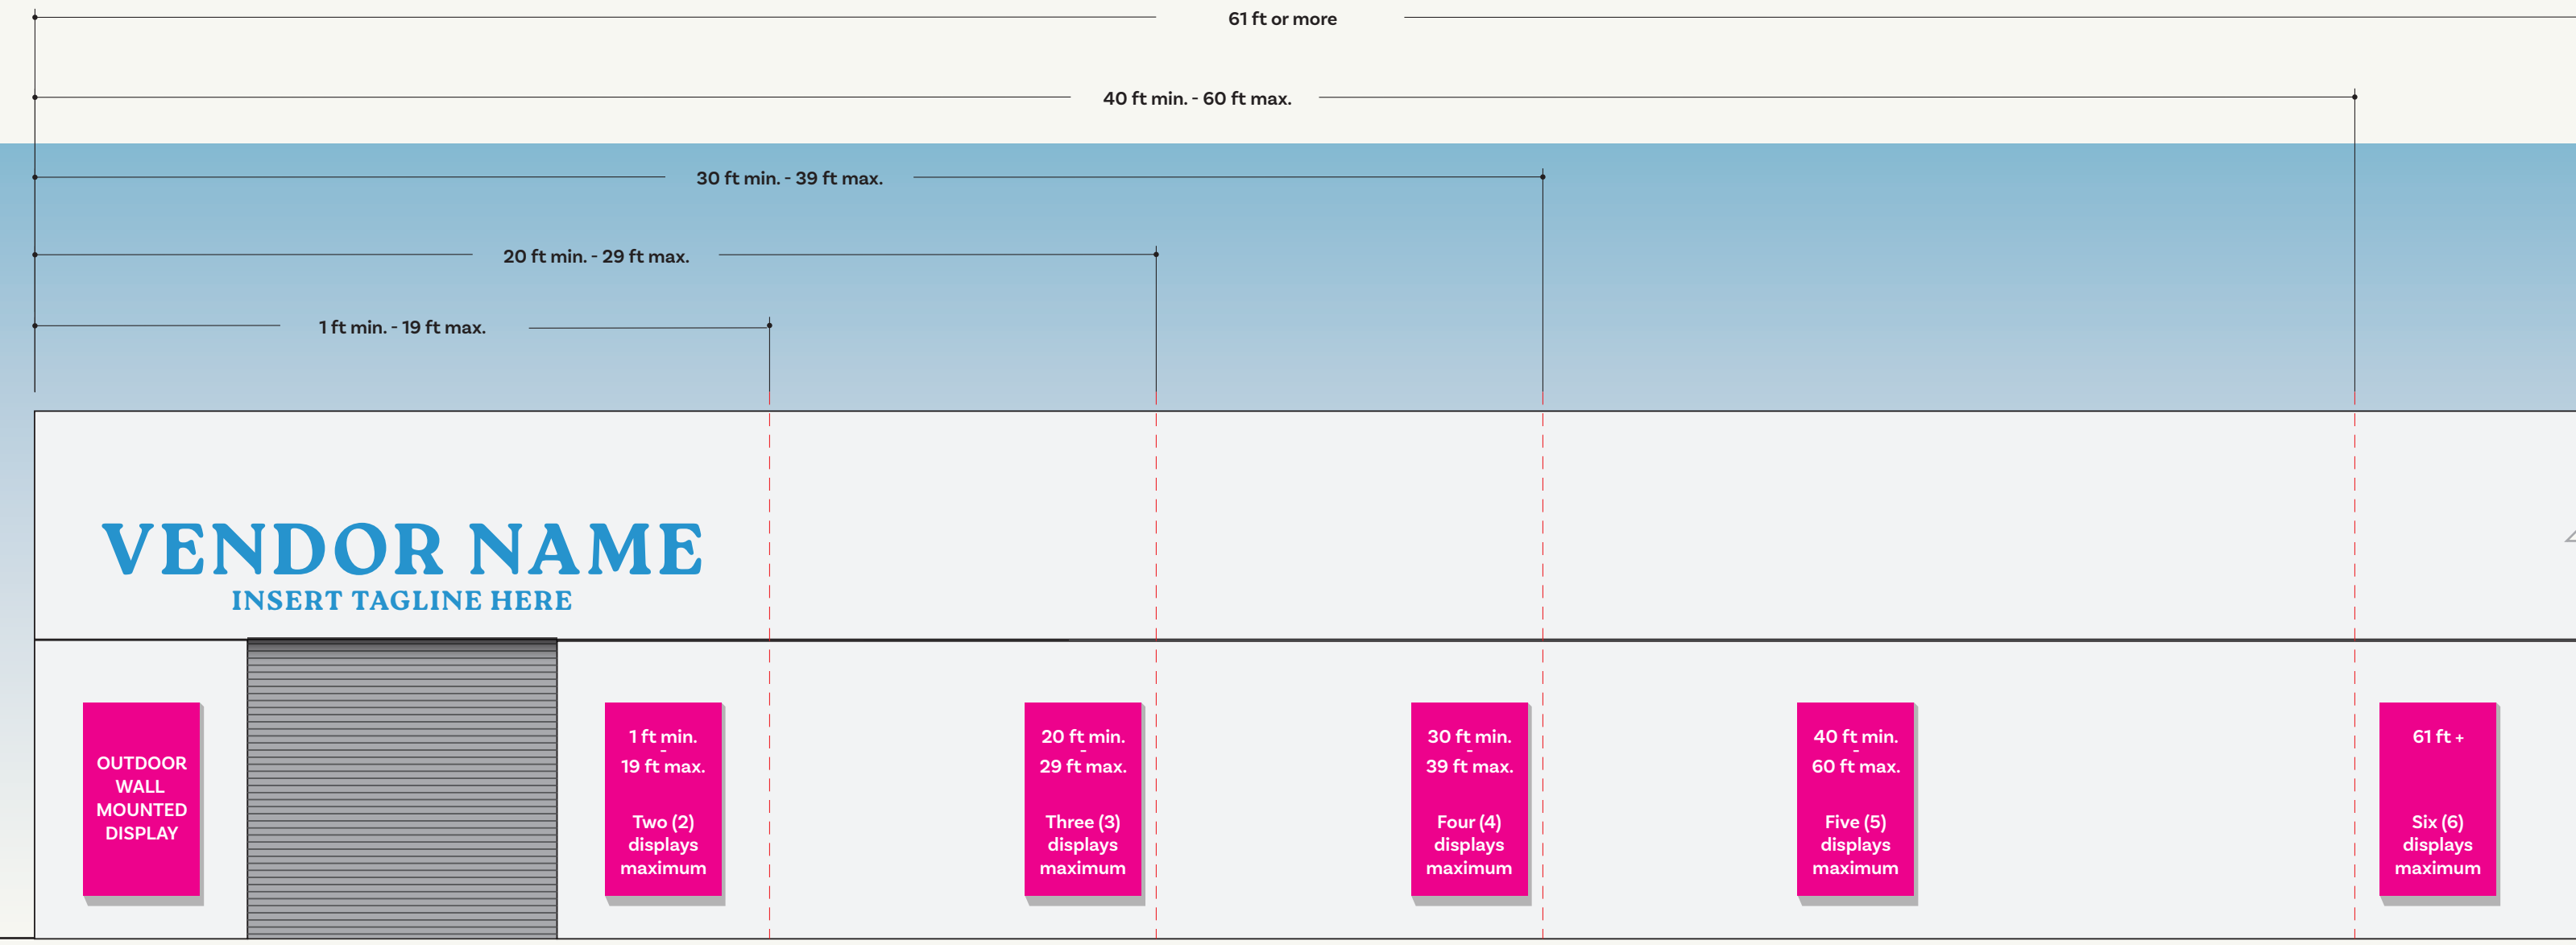 61 ft or more
40 ft min. - 60 ft max.
30 ft min. - 39 ft max.
20 ft min. - 29 ft max.
1 ft min. - 19 ft max.
VENDOR NAME
INSERT TAGLINE HERE
OUTDOOR
WALL
MOUNTED
DISPLAY
1 ft min.
-
19 ft max.
Two (2)
displays
maximum
20 ft min.
-
29 ft max.
Three (3)
displays
maximum
30 ft min.
-
39 ft max.
Four (4)
displays
maximum
40 ft min.
-
60 ft max.
Five (5)
displays
maximum
61 ft +
Six (6)
displays
maximum